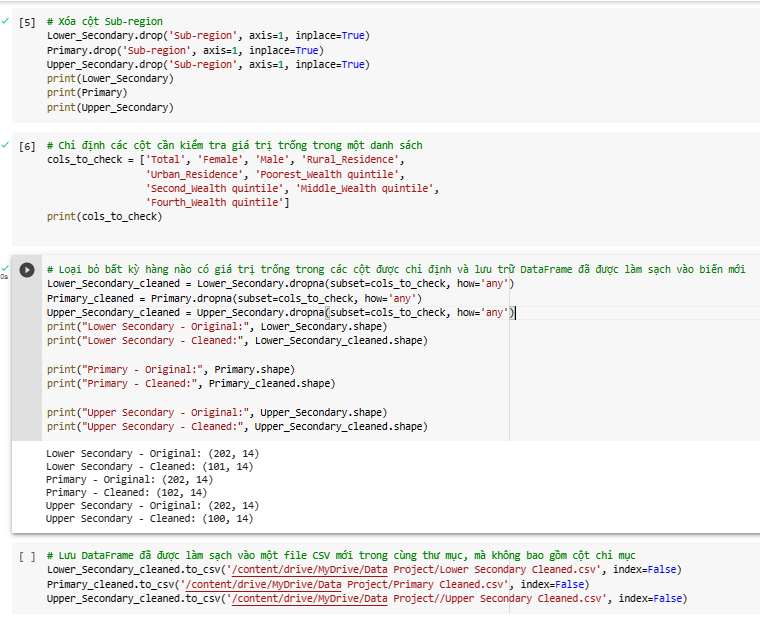 [5] # Xóa cột Sub-region
Lower_Secondary.drop('Sub-region', axis=1, inplace=True)
Primary.drop('Sub-region', axis=1, inplace=True)
Upper_Secondary.drop('Sub-region', axis=1, inplace=True)
print(Lower_Secondary)
print(Primary)
print(Upper_Secondary)
[6] # Chỉ định các cột cần kiểm tra giá trị trống trong một danh sách
cols_to_check = ['Total', 'Female', 'Male', 'Rural_Residence',
'Urban_Residence', 'Poorest_Wealth quintile',
'Second_Wealth quintile', 'Middle_Wealth quintile',
'Fourth_Wealth quintile']
print(cols_to_check)
0s
# Loại bỏ bất kỳ hàng nào có giá trị trống trong các cột được chỉ định và lưu trữ DataFrame đã được làm sạch vào biến mới
Lower_Secondary_cleaned = Lower_Secondary.dropna(subset=cols_to_check, how='any')
Primary_cleaned = Primary.dropna(subset=cols_to_check, how='any')
Upper_Secondary_cleaned = Upper_Secondary.dropna(subset=cols_to_check, how='any')
print("Lower Secondary - Original:", Lower_Secondary.shape)
print("Lower Secondary - Cleaned:", Lower_Secondary_cleaned.shape)
print("Primary - Original:", Primary.shape)
print("Primary - Cleaned:", Primary_cleaned.shape)
print("Upper Secondary - Original:", Upper_Secondary.shape)
print("Upper Secondary - Cleaned:", Upper_Secondary_cleaned.shape)
Lower Secondary - Original: (202, 14)
Lower Secondary - Cleaned: (101, 14)
Primary - Original: (202, 14)
Primary - Cleaned: (102, 14)
Upper Secondary - Original: (202, 14)
Upper Secondary - Cleaned: (100, 14)
[ ] # Lưu DataFrame đã được làm sạch vào một file CSV mới trong cùng thư mục, mà không bao gồm cột chỉ mục
Lower_Secondary_cleaned.to_csv('/content/drive/MyDrive/Data Project/Lower Secondary Cleaned.csv', index=False)
Primary_cleaned.to_csv('/content/drive/MyDrive/Data Project/Primary Cleaned.csv', index=False)
Upper_Secondary_cleaned.to_csv('/content/drive/MyDrive/Data Project//Upper Secondary Cleaned.csv', index=False)